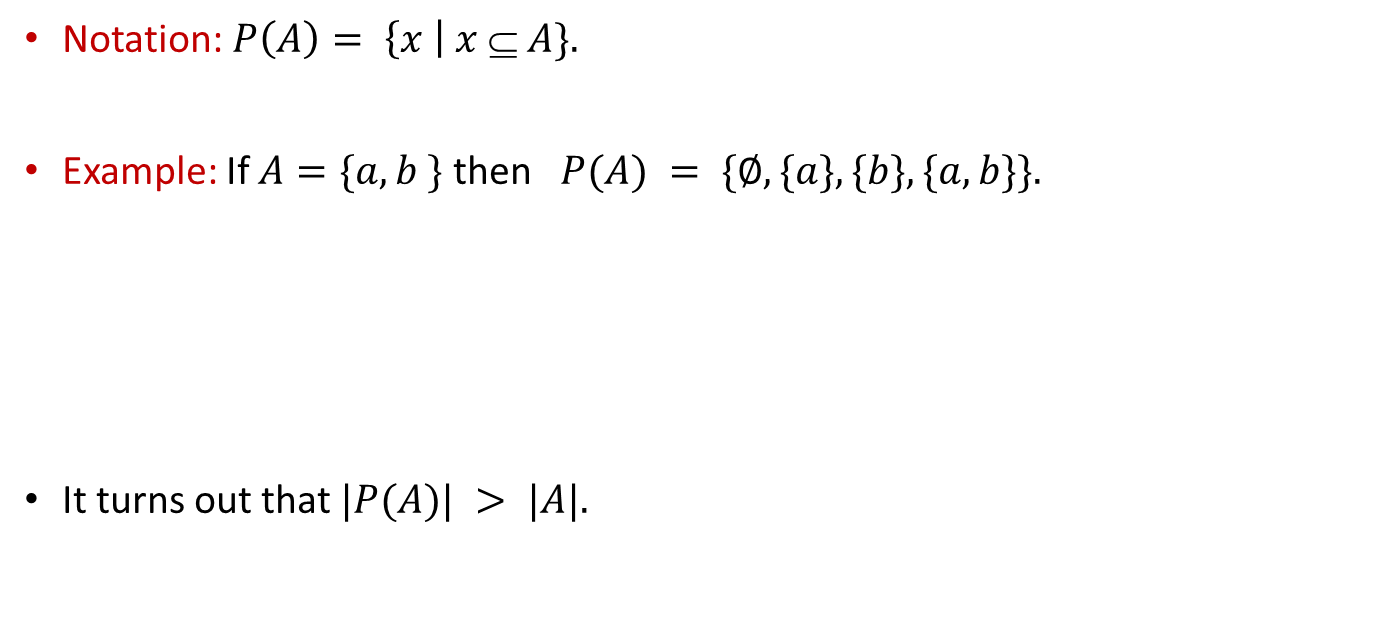 • Notation: P(A) = {x | x ⊆ A}.
• Example: If A = {a, b } then P(A) = {∅, {a}, {b}, {a, b}}.
• It turns out that |P(A)| > |A|.